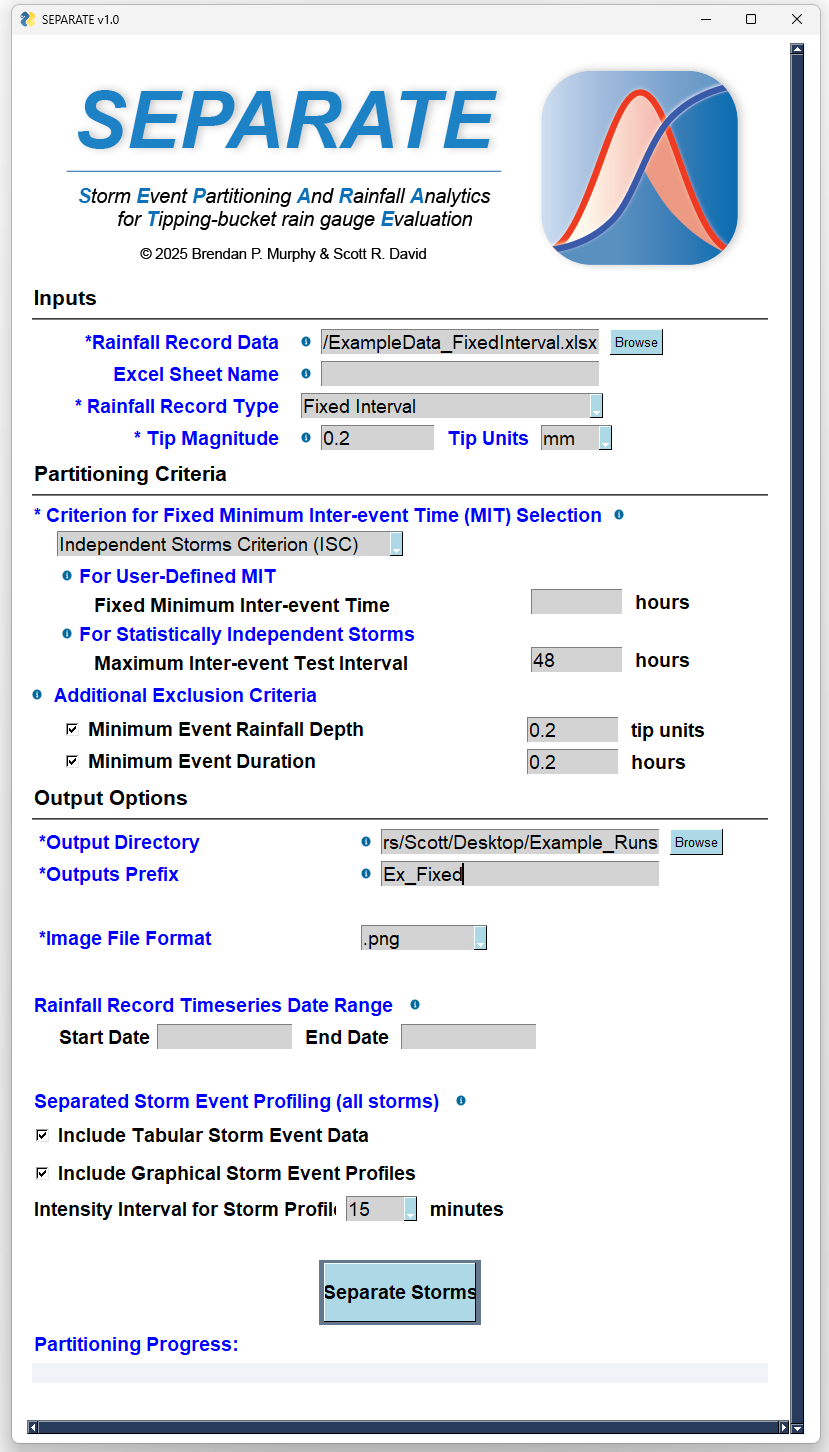 SEPARATE v1.0
SEPARATE
Storm Event Partitioning And Rainfall Analytics
for Tipping-bucket rain gauge Evaluation
© 2025 Brendan P. Murphy & Scott R. David
Inputs
*Rainfall Record Data /ExampleData_FixedInterval.xlsx Browse
Excel Sheet Name
* Rainfall Record Type Fixed Interval
* Tip Magnitude 0.2 Tip Units mm
Partitioning Criteria
* Criterion for Fixed Minimum Inter-event Time (MIT) Selection
Independent Storms Criterion (ISC)
For User-Defined MIT
Fixed Minimum Inter-event Time hours
For Statistically Independent Storms
Maximum Inter-event Test Interval 48 hours
Additional Exclusion Criteria
Minimum Event Rainfall Depth 0.2 tip units
Minimum Event Duration 0.2 hours
Output Options
*Output Directory rs/Scott/Desktop/Example_Runs Browse
*Outputs Prefix Ex_Fixed
*Image File Format .png
Rainfall Record Timeseries Date Range
Start Date End Date
Separated Storm Event Profiling (all storms)
Include Tabular Storm Event Data
Include Graphical Storm Event Profiles
Intensity Interval for Storm Profil 15 minutes
Separate Storms
Partitioning Progress: